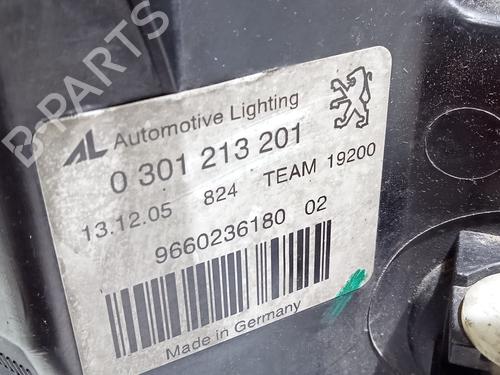 B-PARTS
AL Automotive Lighting
0 301 213 201
13.12.05 824 TEAM 19200
9660236180 02
Made in Germany